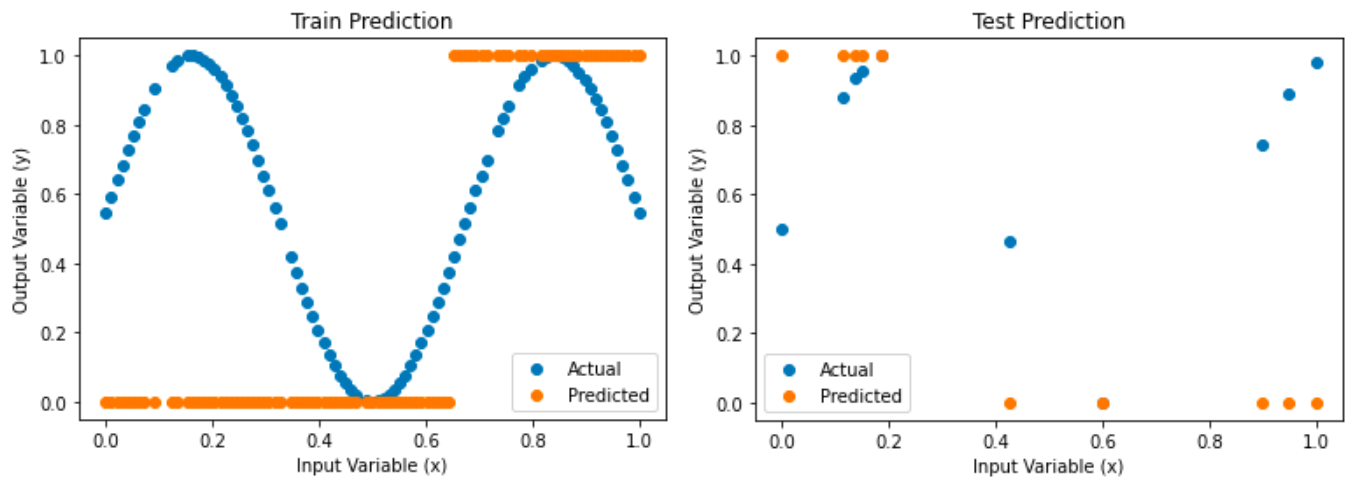 Train Prediction
Output Variable (y)
1.0
0.8
0.6
0.4
0.2
0.0
Actual
Predicted
0.0 0.2 0.4 0.6 0.8 1.0
Input Variable (x)
Test Prediction
Output Variable (y)
1.0
0.8
0.6
0.4
0.2
0.0
Actual
Predicted
0.0 0.2 0.4 0.6 0.8 1.0
Input Variable (x)